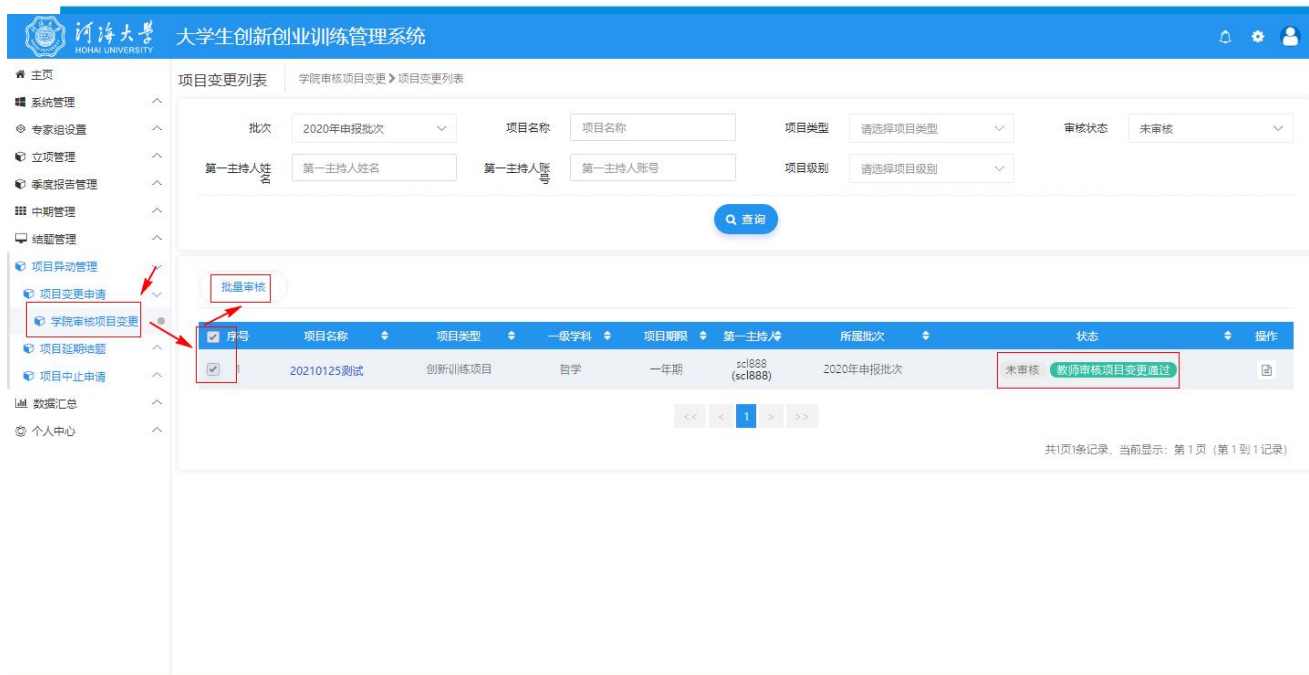 河海大学
HOHAI UNIVERSITY
大学生创新创业训练管理系统
主页
系统管理
专家组设置
立项管理
季度报告管理
中期管理
结题管理
项目异动管理
项目变更申请
学院审核项目变更
项目延期结题
项目中止申请
数据汇总
个人中心
项目变更列表 学院审核项目变更 > 项目变更列表
批次 2020年申报批次 项目名称 项目名称 项目类型 请选择项目类型 审核状态 未审核
第一主持人姓名 第一主持人姓名 第一主持人账号 第一主持人账号 项目级别 请选择项目级别
查询
批量审核
序号 项目名称 项目类型 一级学科 项目期限 第一主持人 所属批次 状态 操作
1 20210125测试 创新训练项目 哲学 一年期 scl888 (scl888) 2020年申报批次 未审核 教师审核项目变更通过
<< < 1 > >>
共1页1条记录, 当前显示: 第 1 页 (第 1 到 1 记录)